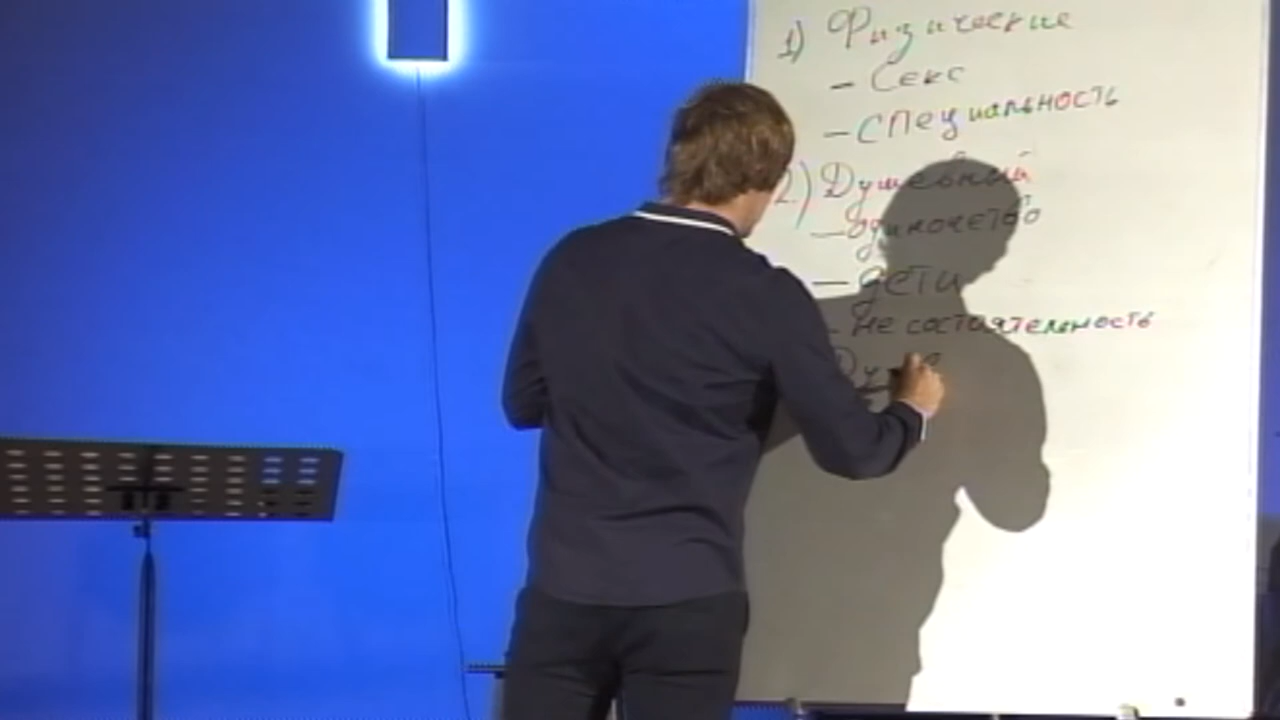 1) Физические
- Секс
- Специальность
2.) Душевный
- одиночество
- дети
- не состоятельность